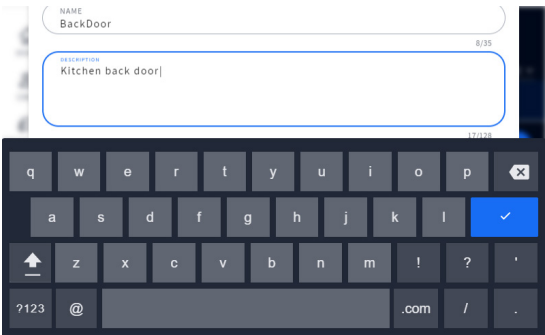 NAME
BackDoor
8/35
DESCRIPTION
Kitchen back door
17/128
q w e r t y u i o p
a s d f g h j k l
z x c v b n m ! ? '
?123 @ .com / .